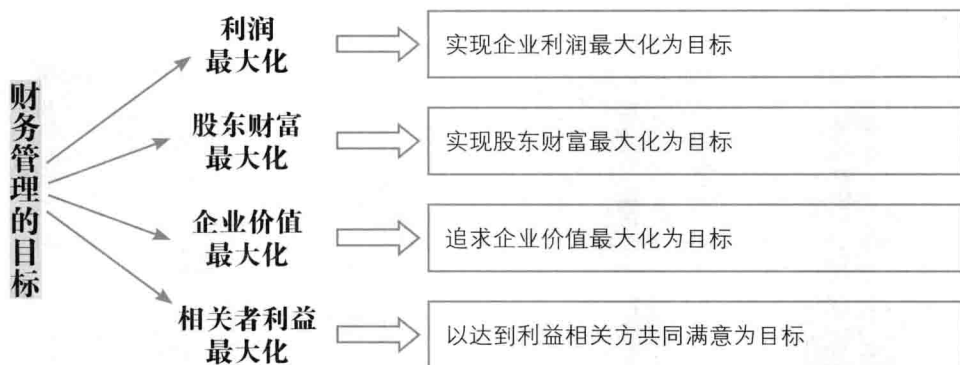 财务管理的目标
利润
最大化
实现企业利润最大化为目标
股东财富
最大化
实现股东财富最大化为目标
企业价值
最大化
追求企业价值最大化为目标
相关者利益
最大化
以达到利益相关方共同满意为目标